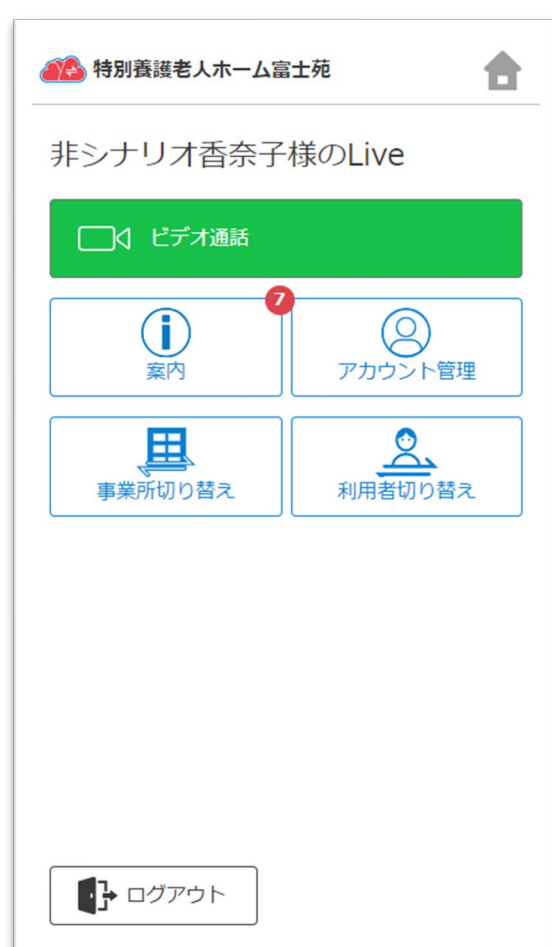 特別養護老人ホーム富士苑
非シナリオ香奈子様のLive
ビデオ通話
7
案内
アカウント管理
事業所切り替え
利用者切り替え
ログアウト